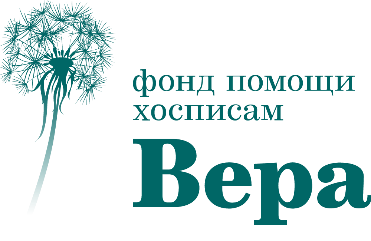 фонд помощи
хосписам
Вера